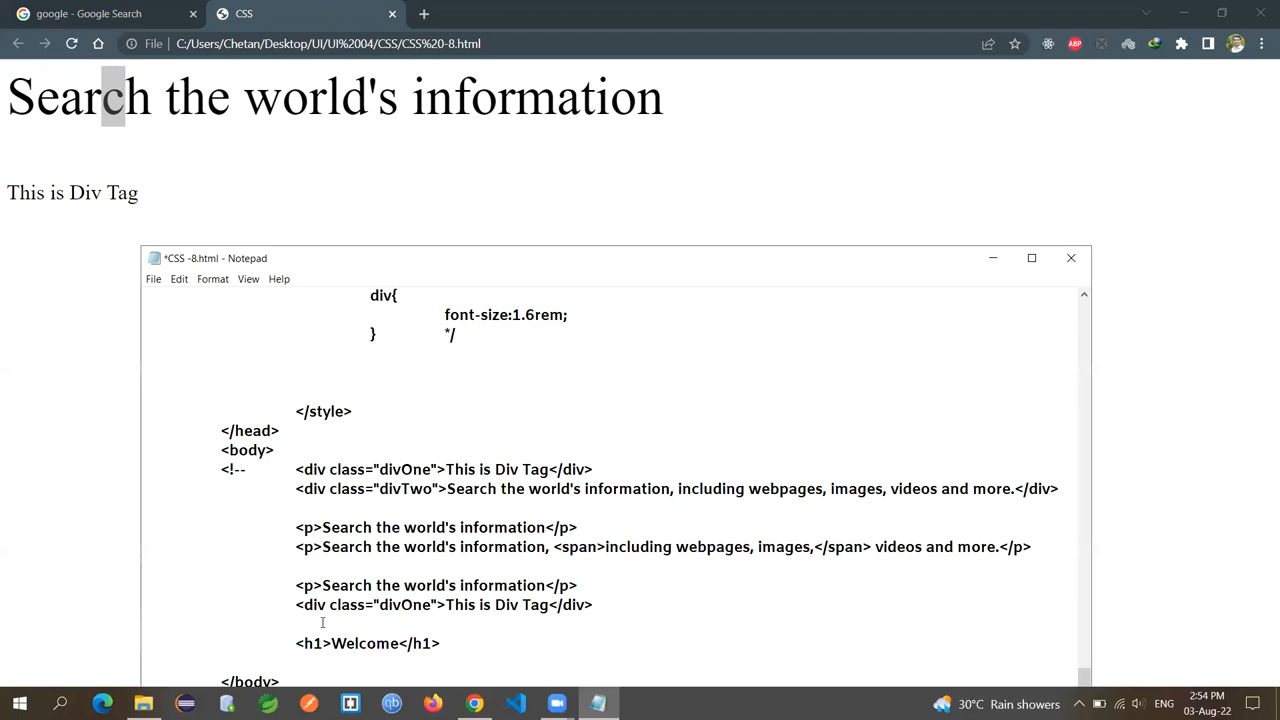 google - Google Search
CSS
File
C:/Users/Chetan/Desktop/UI/UI%2004/CSS/CSS%20-8.html
ABP
Search the world's information
This is Div Tag
*CSS -8.html - Notepad
File Edit Format View Help
div{
font-size:1.6rem;
} */
</style>
</head>
<body>
<!-- <div class="divOne">This is Div Tag</div>
<div class="divTwo">Search the world's information, including webpages, images, videos and more.</div>
<p>Search the world's information</p>
<p>Search the world's information, <span>including webpages, images,</span> videos and more.</p>
<p>Search the world's information</p>
<div class="divOne">This is Div Tag</div>
<h1>Welcome</h1>
</body>
qb
30°C Rain showers
ENG
2:54 PM
03-Aug-22